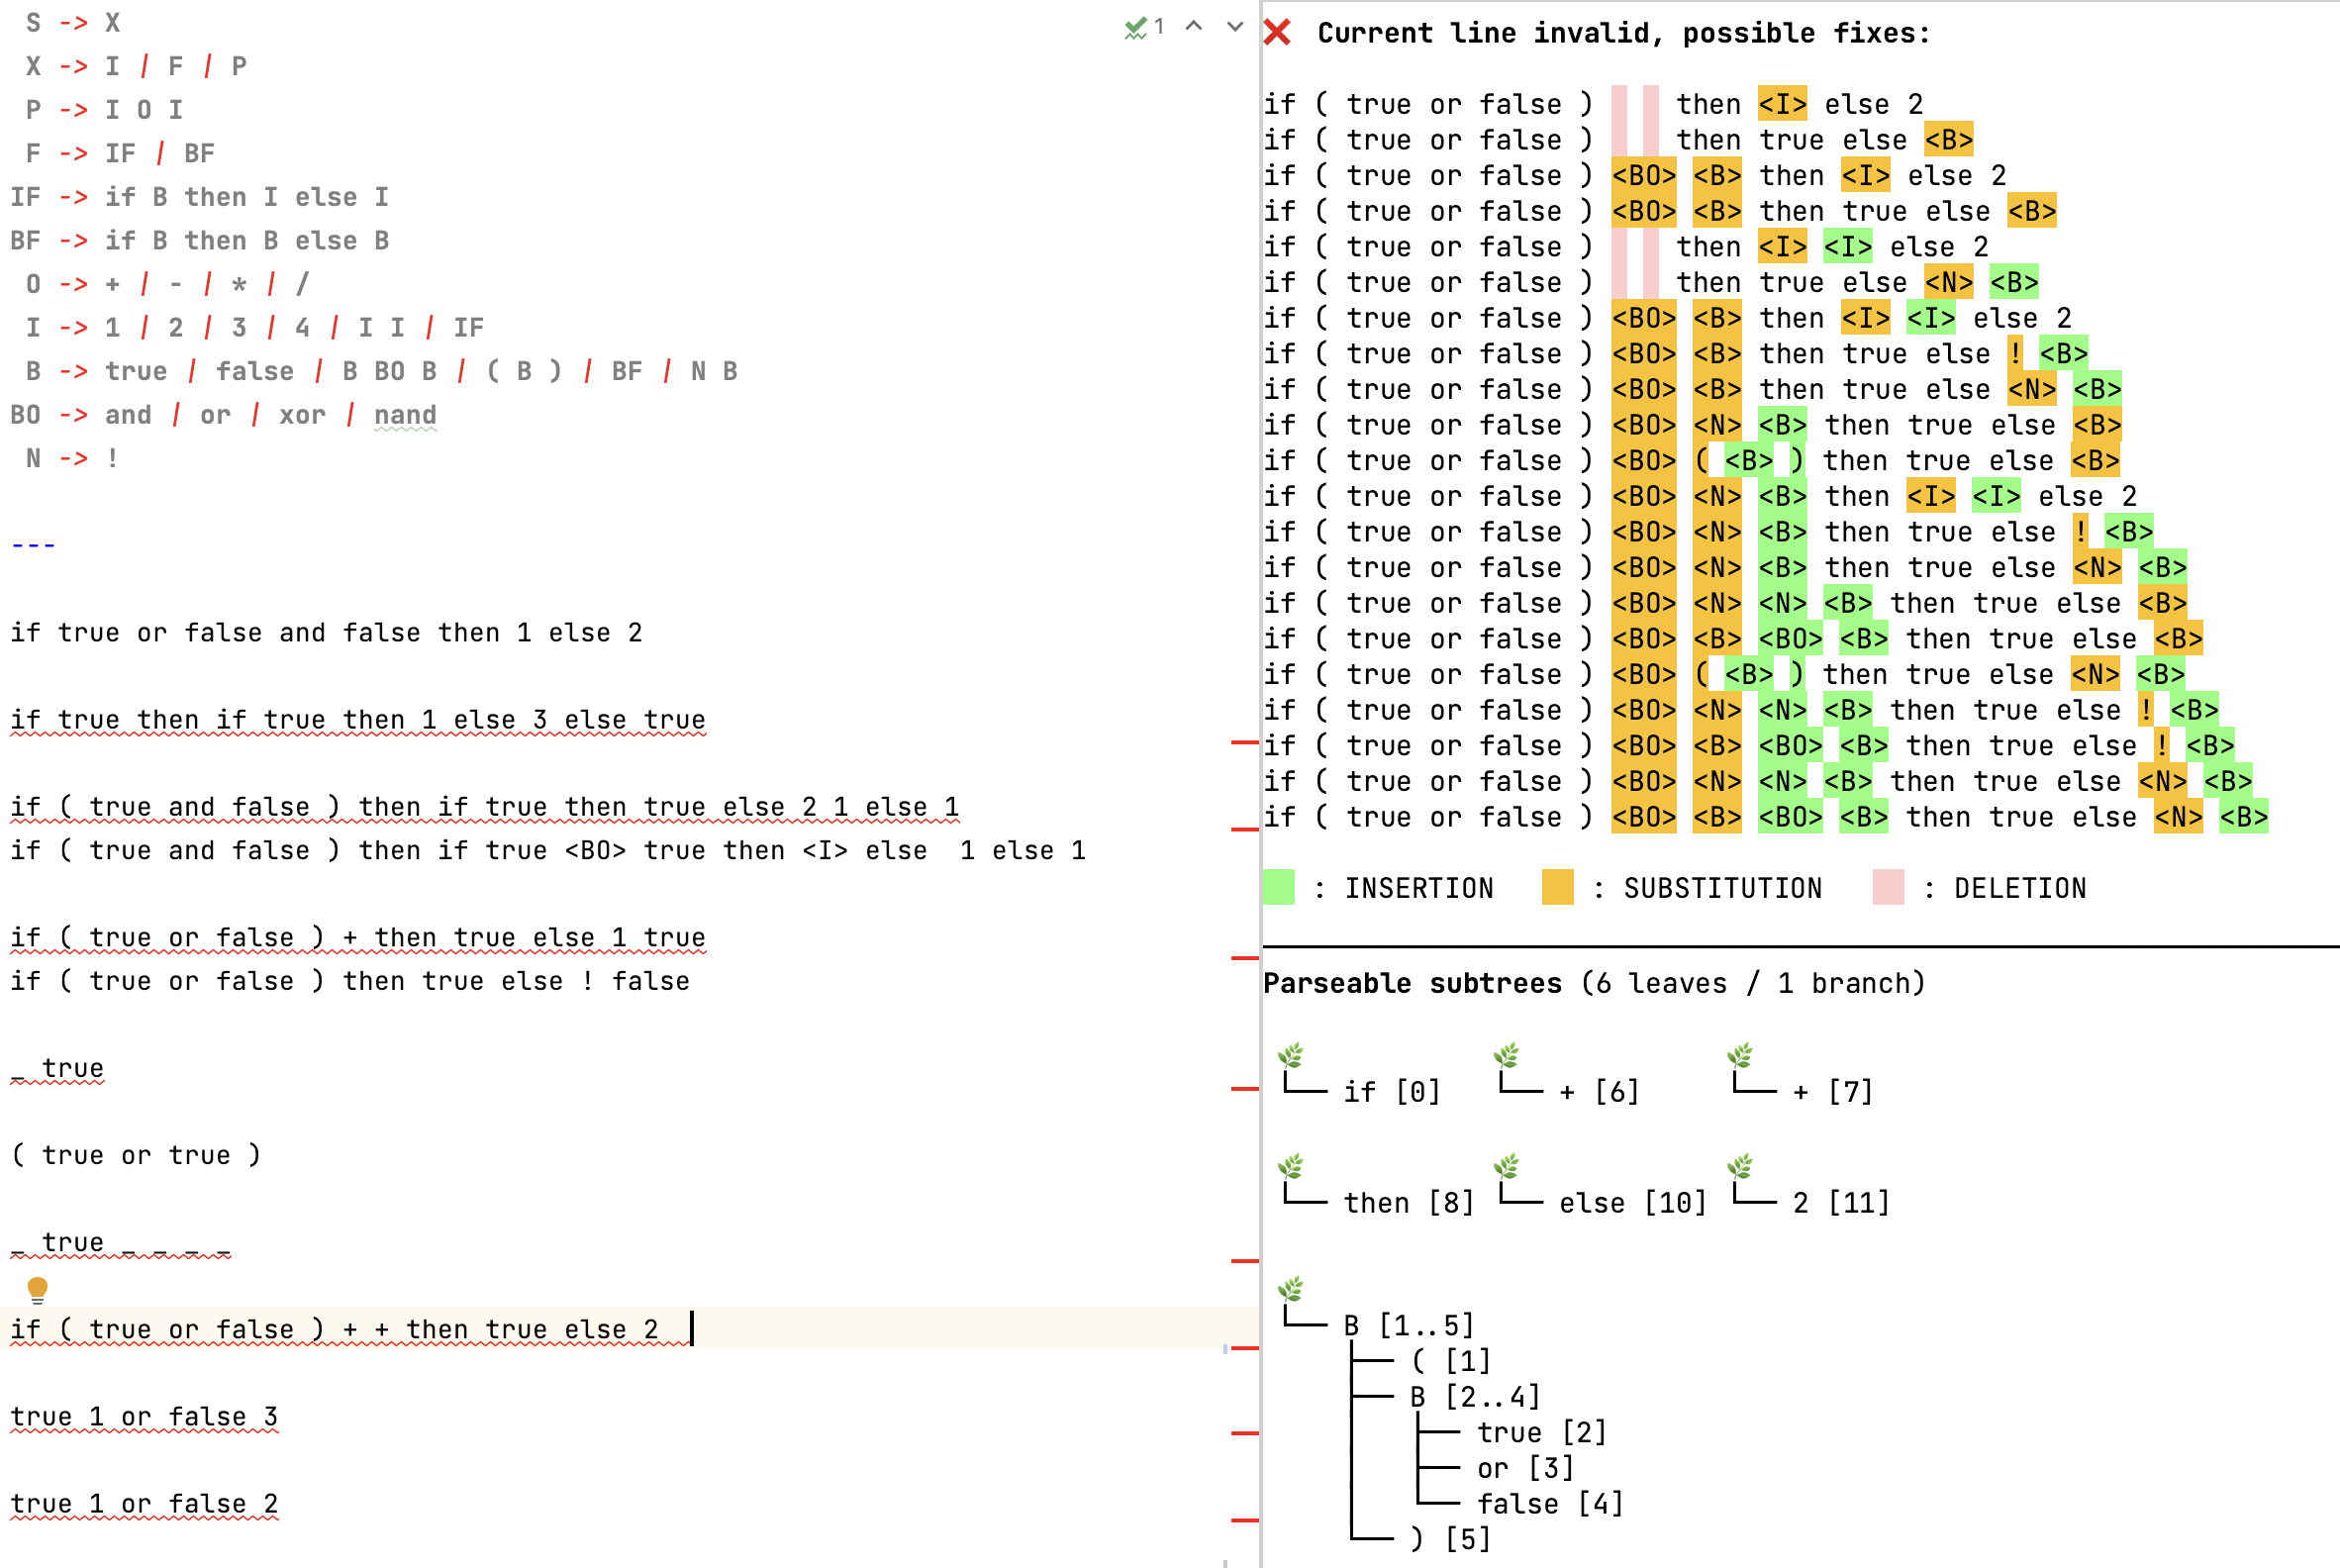 S -> X
X -> I / F / P
P -> I O I
F -> IF / BF
IF -> if B then I else I
BF -> if B then B else B
O -> + / - / * / /
I -> 1 / 2 / 3 / 4 / I I / IF
B -> true / false / B BO B / ( B ) / BF / N B
BO -> and / or / xor / nand
N -> !
---
if true or false and false then 1 else 2
if true then if true then 1 else 3 else true
if ( true and false ) then if true then true else 2 1 else 1
if ( true and false ) then if true <BO> true then <I> else  1 else 1
if ( true or false ) + then true else 1 true
if ( true or false ) then true else ! false
_ true
( true or true )
_ true _ _ _ _
if ( true or false ) + + then true else 2
true 1 or false 3
true 1 or false 2
1
Current line invalid, possible fixes:
if ( true or false ) then <I> else 2
if ( true or false ) then true else <B>
if ( true or false ) <BO> <B> then <I> else 2
if ( true or false ) <BO> <B> then true else <B>
if ( true or false ) then <I> <I> else 2
if ( true or false ) then true else <N> <B>
if ( true or false ) <BO> <B> then <I> <I> else 2
if ( true or false ) <BO> <B> then true else ! <B>
if ( true or false ) <BO> <B> then true else <N> <B>
if ( true or false ) <BO> <N> <B> then true else <B>
if ( true or false ) <BO> ( <B> ) then true else <B>
if ( true or false ) <BO> <N> <B> then <I> <I> else 2
if ( true or false ) <BO> <N> <B> then true else ! <B>
if ( true or false ) <BO> <N> <B> then true else <N> <B>
if ( true or false ) <BO> <N> <N> <B> then true else <B>
if ( true or false ) <BO> <B> <BO> <B> then true else <B>
if ( true or false ) <BO> ( <B> ) then true else <N> <B>
if ( true or false ) <BO> <N> <N> <B> then true else ! <B>
if ( true or false ) <BO> <B> <BO> <B> then true else ! <B>
if ( true or false ) <BO> <N> <N> <B> then true else <N> <B>
if ( true or false ) <BO> <B> <BO> <B> then true else <N> <B>
: INSERTION : SUBSTITUTION : DELETION
Parseable subtrees (6 leaves / 1 branch)
if [0] + [6] + [7]
then [8] else [10] 2 [11]
B [1..5]
( [1]
B [2..4]
true [2]
or [3]
false [4]
) [5]